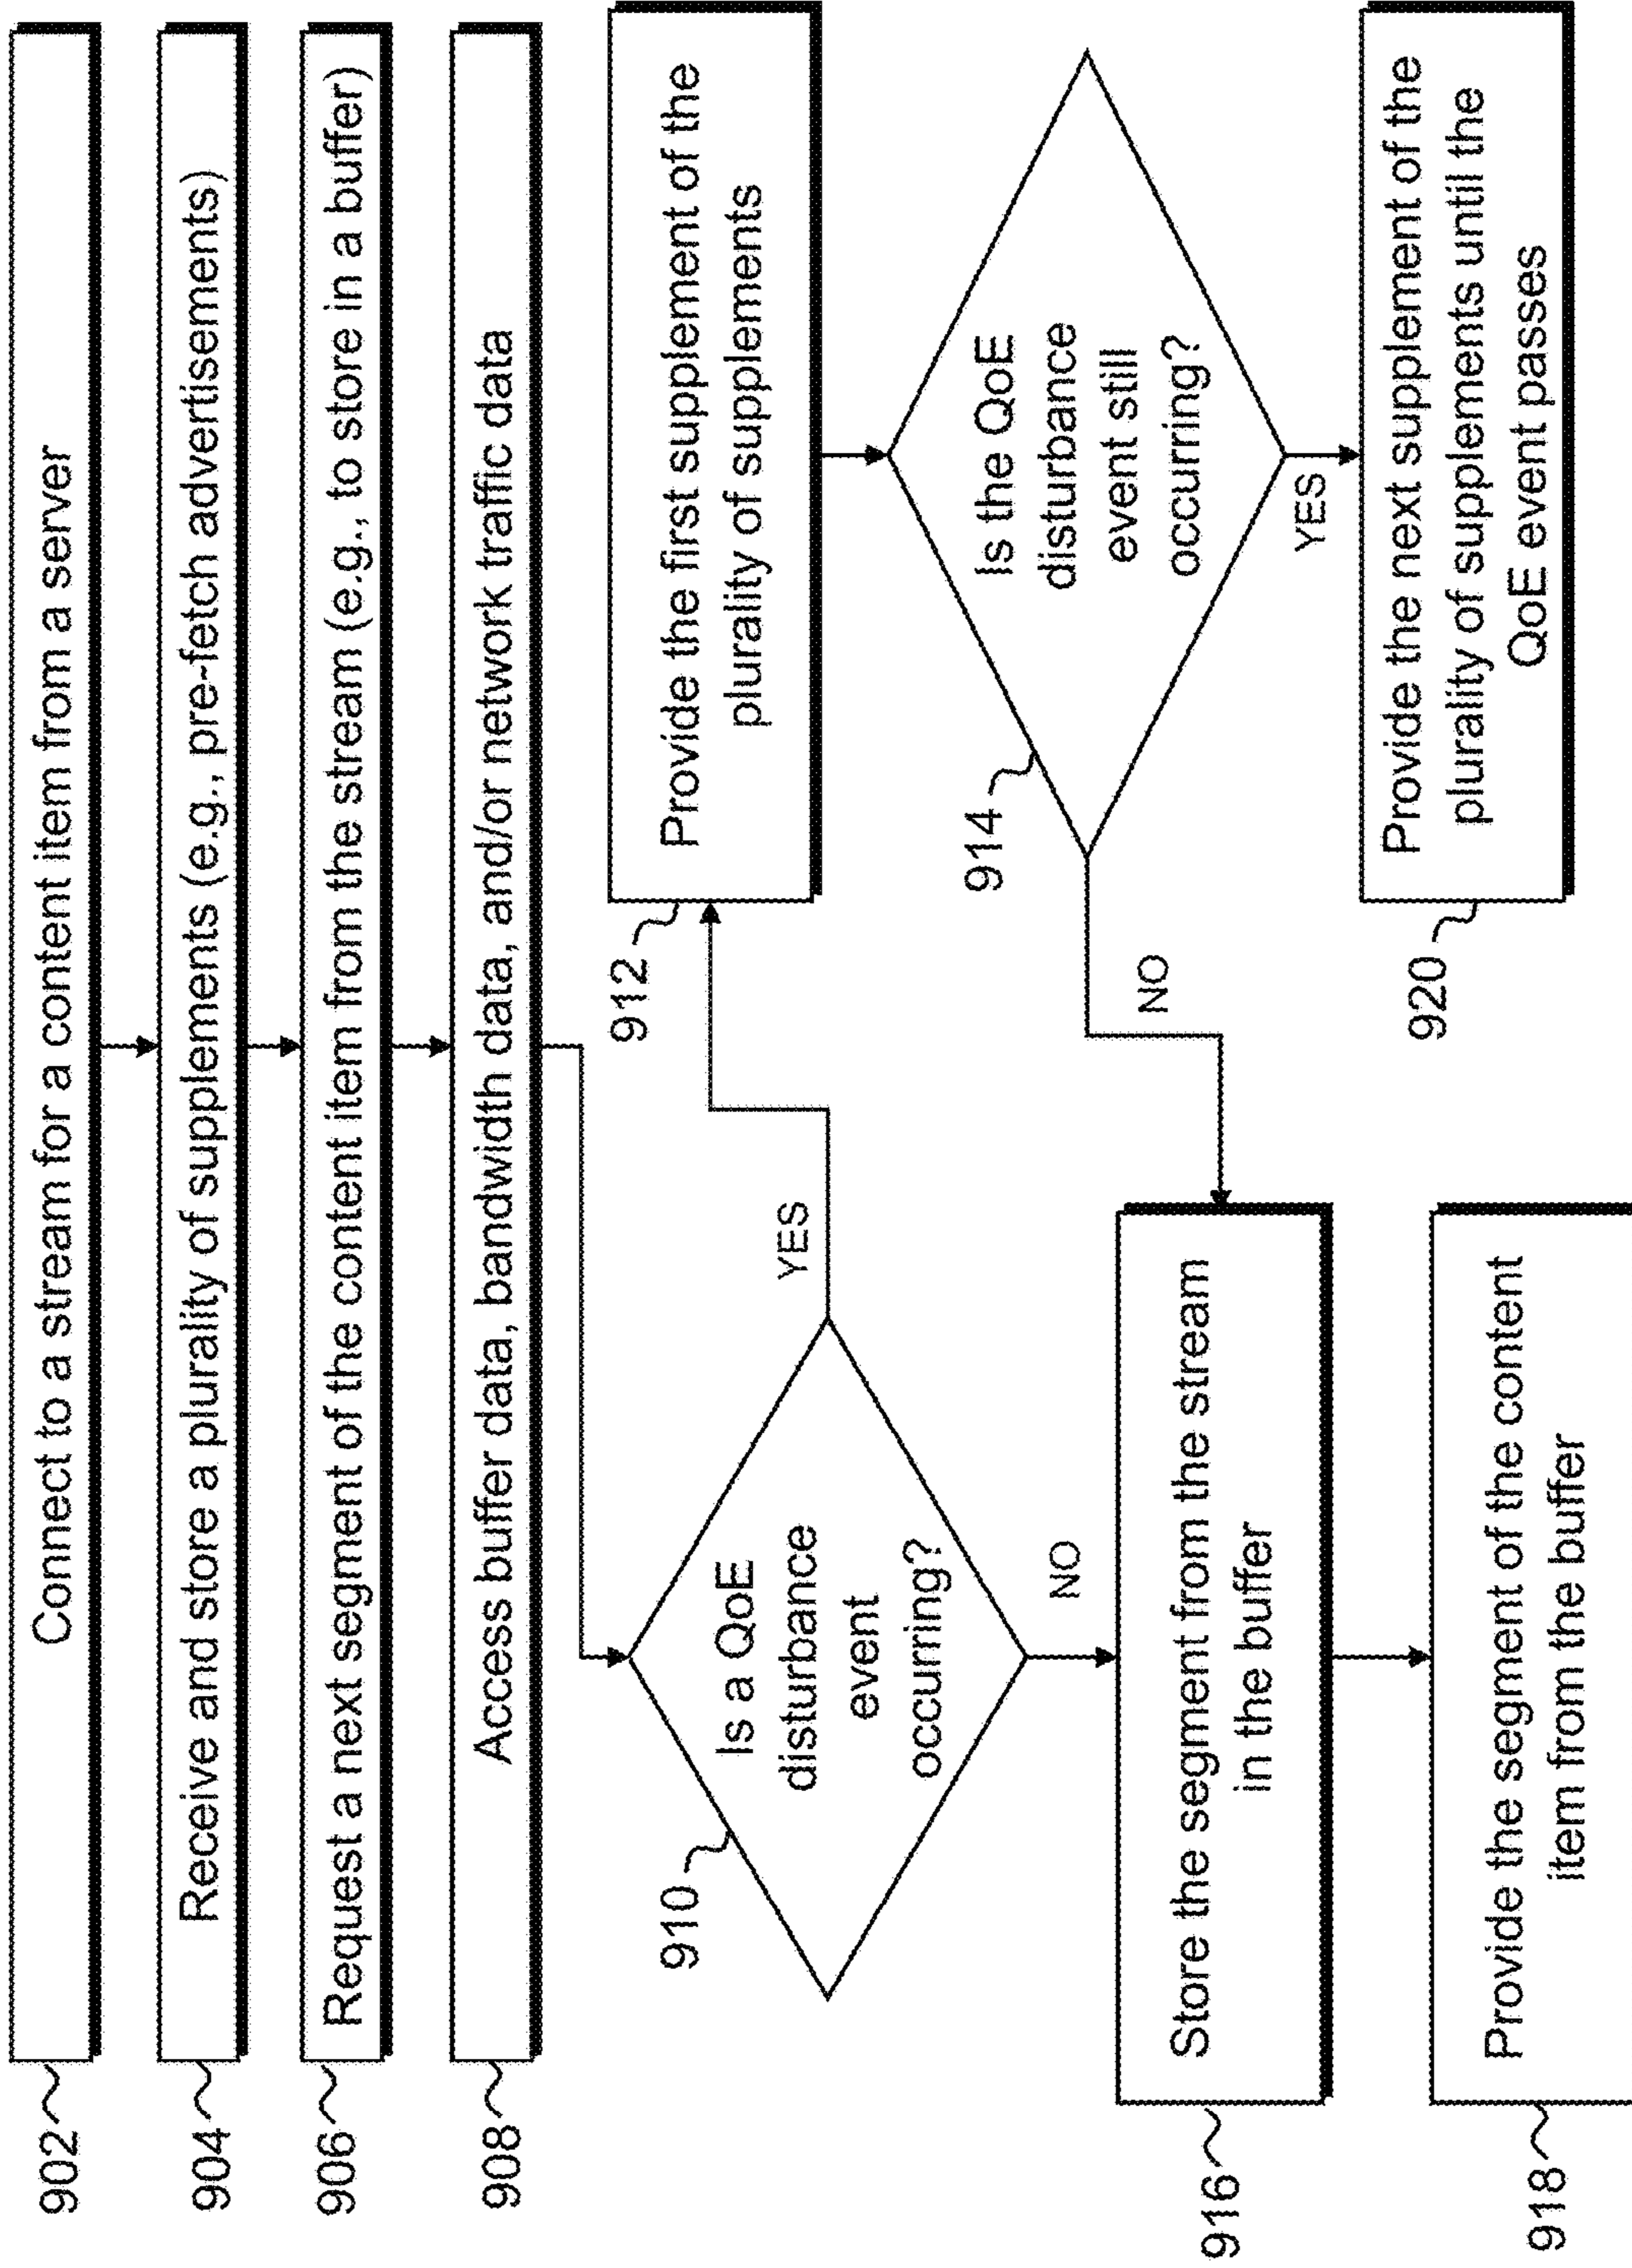 902
Connect to a stream for a content item from a server
904
Receive and store a plurality of supplements (e.g., pre-fetch advertisements)
906
Request a next segment of the content item from the stream (e.g., to store in a buffer)
908
Access buffer data, bandwidth data, and/or network traffic data
910
Is a QoE
disturbance
event
occurring?
YES
NO
912
Provide the first supplement of the
plurality of supplements
914
Is the QoE
disturbance
event still
occurring?
NO
YES
916
Store the segment from the stream
in the buffer
920
Provide the next supplement of the
plurality of supplements until the
QoE event passes
918
Provide the segment of the content
item from the buffer